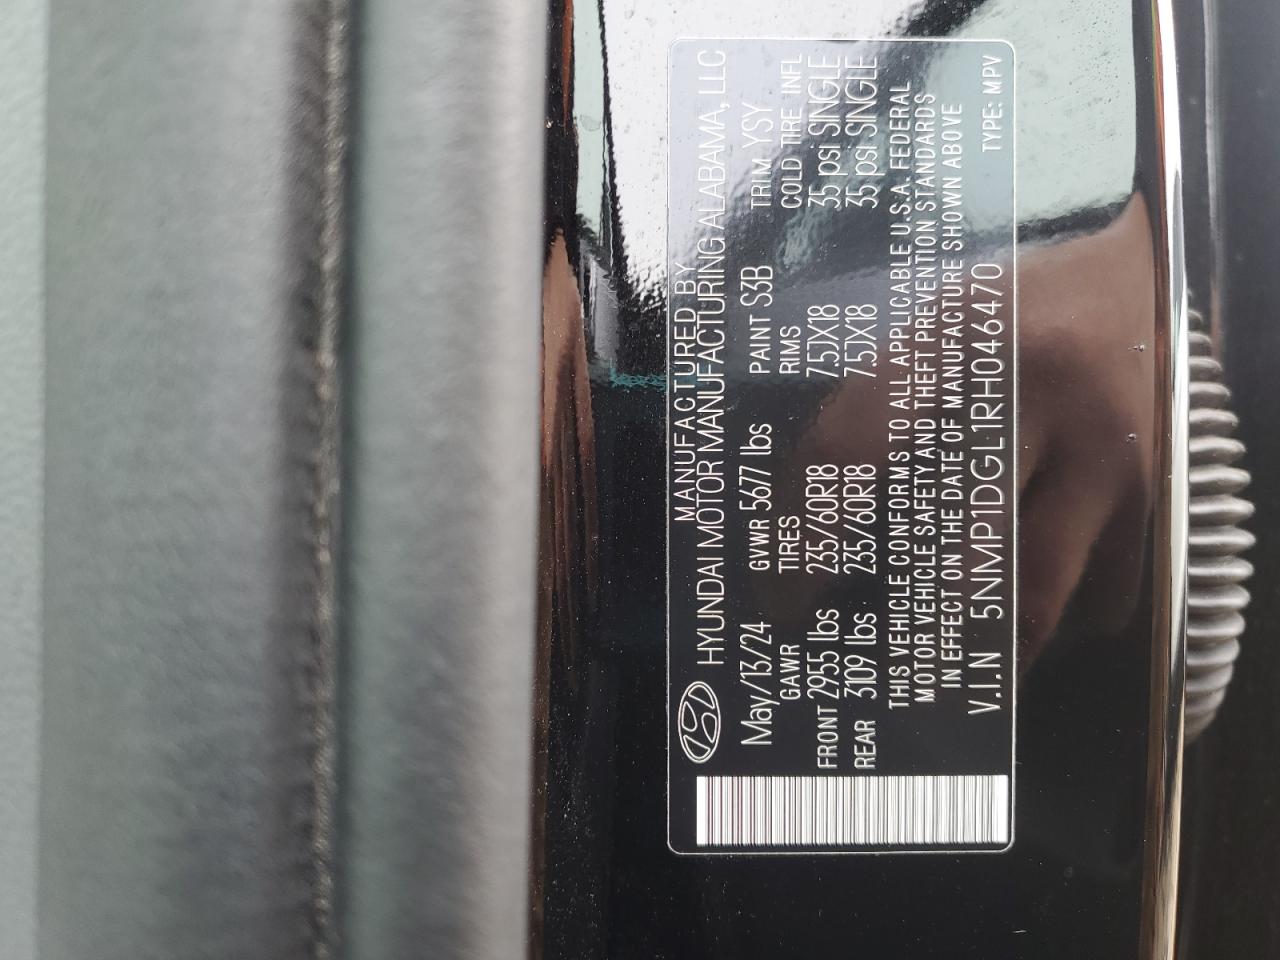 MANUFACTURED BY
HYUNDAI MOTOR MANUFACTURING ALABAMA, LLC
May/13/24 GVWR 5677 lbs PAINT S3B TRIM YSY
GAWR TIRES RIMS COLD TIRE INFL
FRONT 2955 lbs 235/60R18 7.5JX18 35 psi SINGLE
REAR 3109 lbs 235/60R18 7.5JX18 35 psi SINGLE
THIS VEHICLE CONFORMS TO ALL APPLICABLE U.S.A. FEDERAL
MOTOR VEHICLE SAFETY AND THEFT PREVENTION STANDARDS
IN EFFECT ON THE DATE OF MANUFACTURE SHOWN ABOVE
V.I.N 5NMP1DGL1RH046470 TYPE: MPV